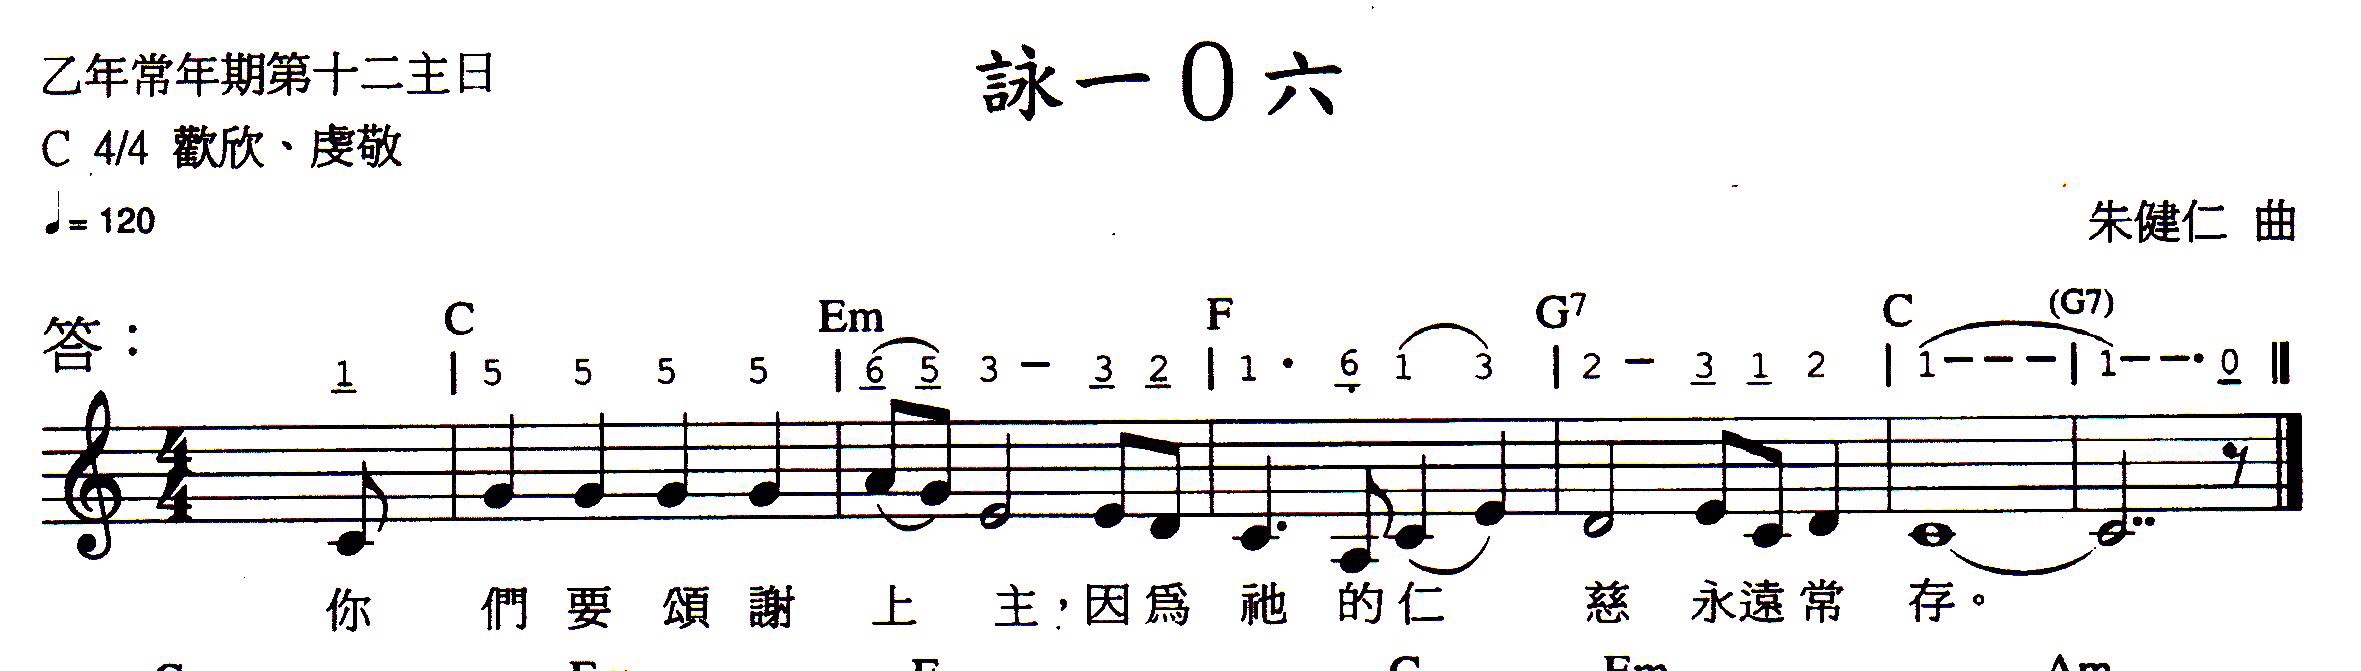 詠一0六
乙年常年期第十二主日
C 4/4 歡欣、虔敬
♩= 120
朱健仁 曲
C Em F G7 C (G7)
答： 1 | 5 5 5 5 | 6 5 3 – 3 2 | 1 · 6 1 3 | 2 – 3 1 2 | 1 – – – | 1 – – · 0 ‖
4/4
你 們 要 頌 謝 上 主，因 爲 祂 的 仁 慈 永 遠 常 存。